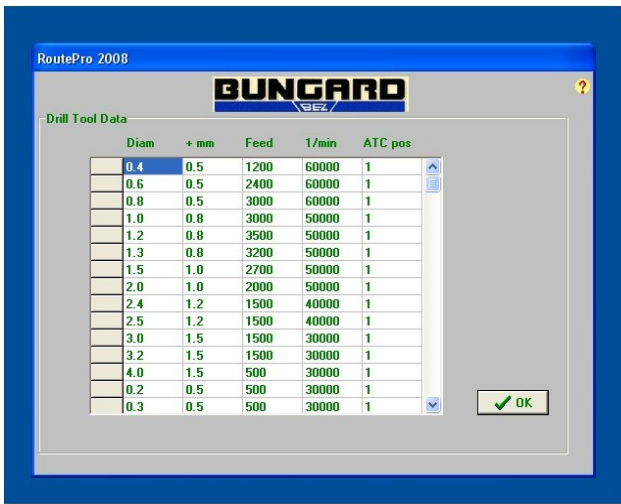 RoutePro 2008
BUNGARD
BEZ
?
Drill Tool Data
Diam + mm Feed 1/min ATC pos
0.4 0.5 1200 60000 1
0.6 0.5 2400 60000 1
0.8 0.5 3000 60000 1
1.0 0.8 3000 50000 1
1.2 0.8 3500 50000 1
1.3 0.8 3200 50000 1
1.5 1.0 2700 50000 1
2.0 1.0 2000 50000 1
2.4 1.2 1500 40000 1
2.5 1.2 1500 40000 1
3.0 1.5 1500 30000 1
3.2 1.5 1500 30000 1
4.0 1.5 500 30000 1
0.2 0.5 500 30000 1
0.3 0.5 500 30000 1
OK